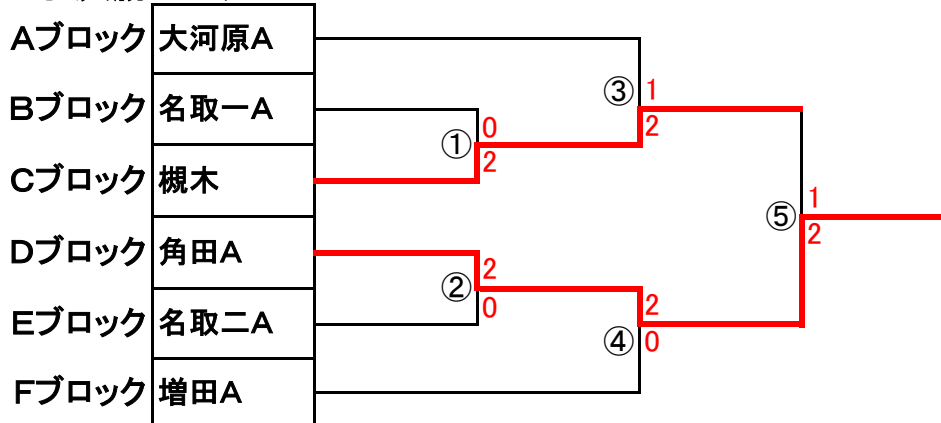 Aブロック 大河原A
Bブロック 名取一A
Cブロック 槻木
Dブロック 角田A
Eブロック 名取二A
Fブロック 増田A
① 0 2
② 2 0
③ 1 2
④ 2 0
⑤ 1 2